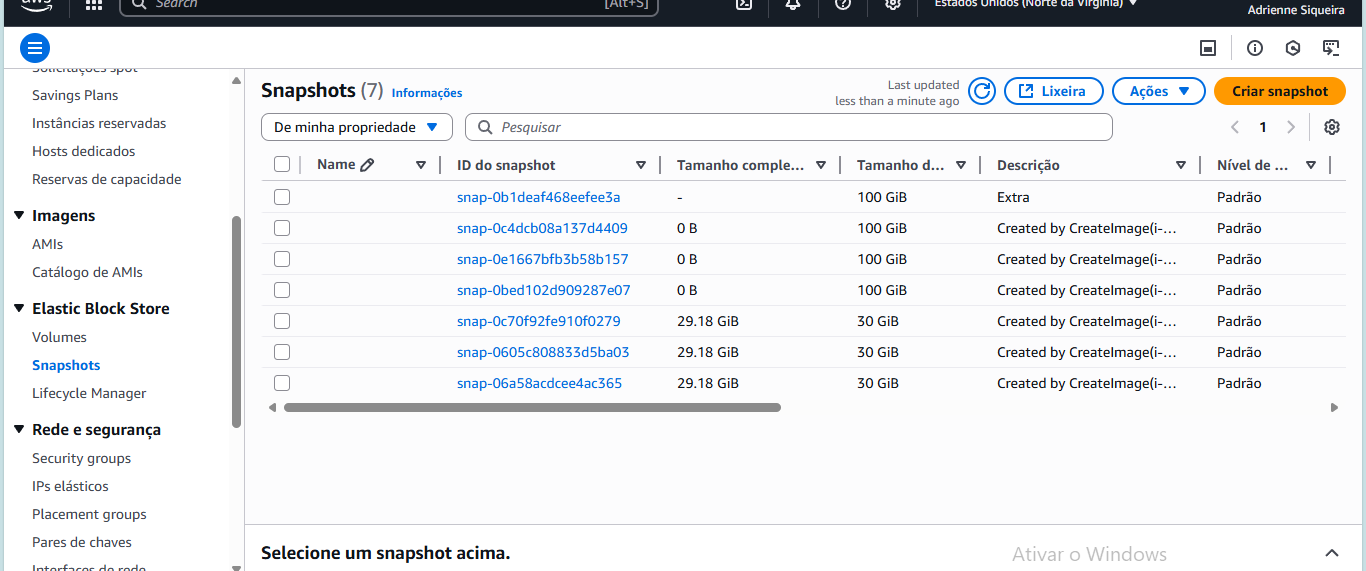 aws Search [Alt+S] Estados Unidos (Norte da Virgínia) Adrienne Siqueira
Solicitações spot
Savings Plans
Instâncias reservadas
Hosts dedicados
Reservas de capacidade
Imagens
AMIs
Catálogo de AMIs
Elastic Block Store
Volumes
Snapshots
Lifecycle Manager
Rede e segurança
Security groups
IPs elásticos
Placement groups
Pares de chaves
Interfaces de rede
Snapshots (7) Informações
Last updated
less than a minute ago
Lixeira Ações Criar snapshot
De minha propriedade Pesquisar 1
Name ID do snapshot Tamanho comple... Tamanho d... Descrição Nível de ...
snap-0b1deaf468eefee3a - 100 GiB Extra Padrão
snap-0c4dcb08a137d4409 0 B 100 GiB Created by CreateImage(i-... Padrão
snap-0e1667bfb3b58b157 0 B 100 GiB Created by CreateImage(i-... Padrão
snap-0bed102d909287e07 0 B 100 GiB Created by CreateImage(i-... Padrão
snap-0c70f92fe910f0279 29.18 GiB 30 GiB Created by CreateImage(i-... Padrão
snap-0605c808833d5ba03 29.18 GiB 30 GiB Created by CreateImage(i-... Padrão
snap-06a58acdcee4ac365 29.18 GiB 30 GiB Created by CreateImage(i-... Padrão
Selecione um snapshot acima.
Ativar o Windows